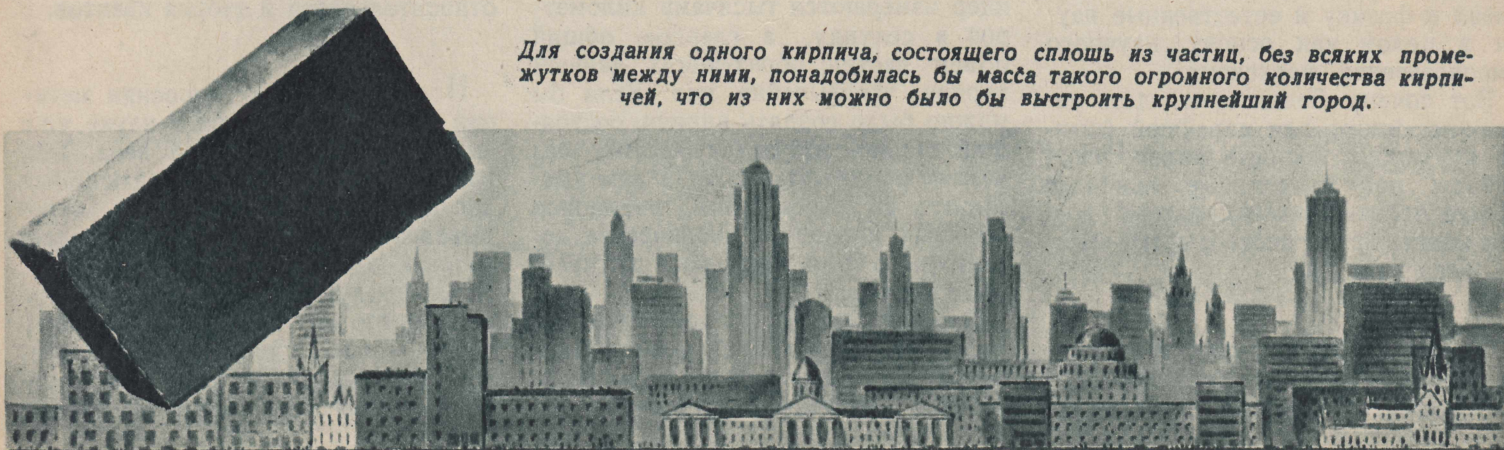 Для создания одного кирпича, состоящего сплошь из частиц, без всяких проме-
жутков между ними, понадобилась бы масса такого огромного количества кирпи-
чей, что из них можно было бы выстроить крупнейший город.